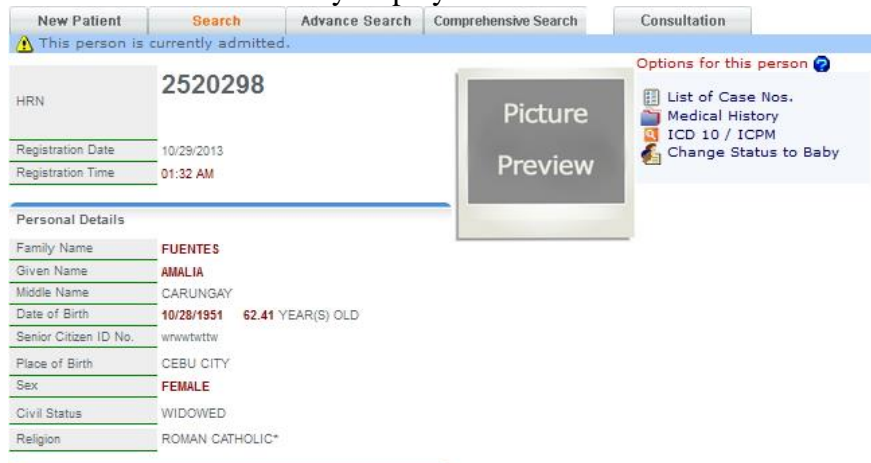 New Patient Search Advance Search Comprehensive Search Consultation
This person is currently admitted.
Options for this person
HRN 2520298
List of Case Nos.
Medical History
ICD 10 / ICPM
Change Status to Baby
Picture
Preview
Registration Date 10/29/2013
Registration Time 01:32 AM
Personal Details
Family Name FUENTES
Given Name AMALIA
Middle Name CARUNGAY
Date of Birth 10/28/1951 62.41 YEAR(S) OLD
Senior Citizen ID No. wrwwtwttw
Place of Birth CEBU CITY
Sex FEMALE
Civil Status WIDOWED
Religion ROMAN CATHOLIC*